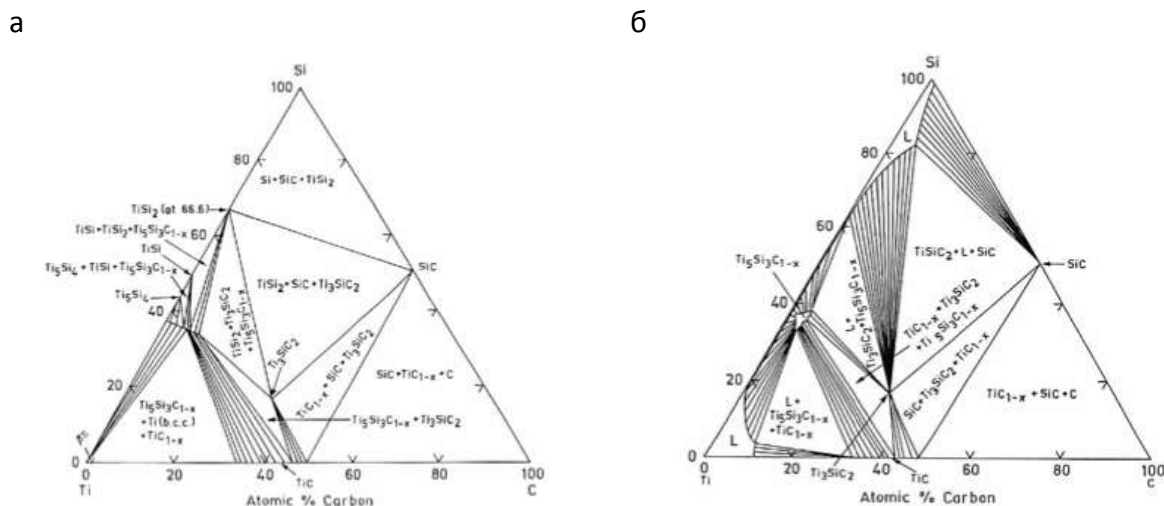 а
б
Si
100
80
Si+SiC+TiSi2
TiSi2 (at 66.6)
60
TiSi+TiSi2+Ti5Si3C1-x
TiSi
Ti5Si4+TiSi+Ti5Si3C1-x
Ti5Si4
40
SiC
TiSi2+SiC+Ti3SiC2
TiSi2+Ti3SiC2
+Ti5Si3C1-x
Ti3SiC2
TiC1-x+SiC+Ti3SiC2
SiC+TiC1-x+C
20
Ti5Si3C1-x
+Ti(b.c.c.)
+TiC1-x
Ti5Si3C1-x+Ti3SiC2
0
20
40
60
80
100
Ti
TiC
C
Atomic % Carbon
Si
100
L
80
60
TiSiC2+L+SiC
SiC
Ti5Si3C1-x
40
L+
Ti3SiC2+Ti5Si3C1-x
TiC1-x+Ti3SiC2
+Ti5Si3C1-x
SiC+Ti3SiC2+TiC1-x
20
L+
Ti5Si3C1-x
+TiC1-x
TiC1-x+SiC+C
L
0
0
20
40
60
80
100
Ti
Ti3SiC2
TiC
C
Atomic % Carbon